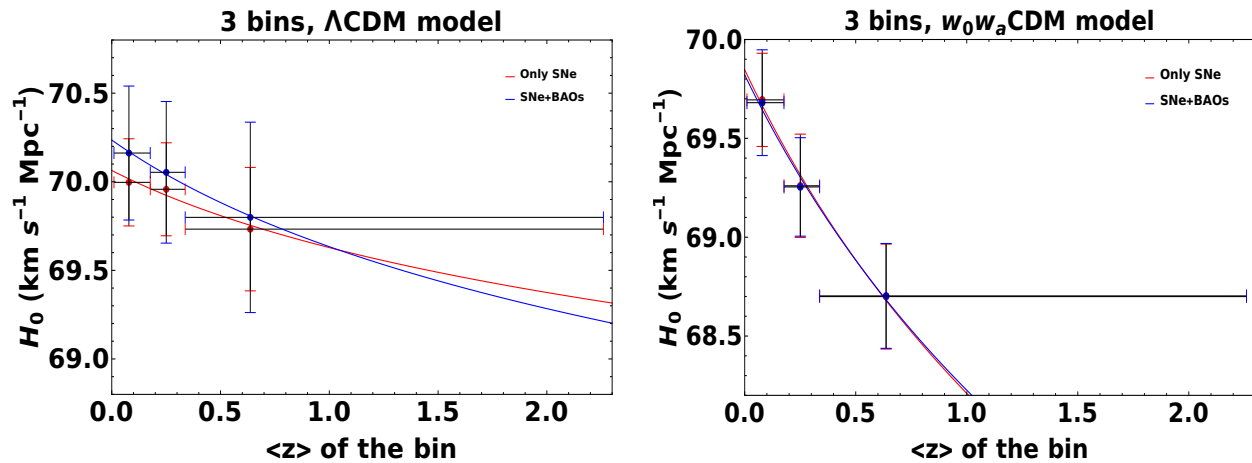 3 bins, ΛCDM model
Only SNe
SNe+BAOs
H₀ (km s⁻¹ Mpc⁻¹)
70.5
70.0
69.5
69.0
0.0 0.5 1.0 1.5 2.0
<z> of the bin
3 bins, w₀wₐCDM model
Only SNe
SNe+BAOs
H₀ (km s⁻¹ Mpc⁻¹)
70.0
69.5
69.0
68.5
0.0 0.5 1.0 1.5 2.0
<z> of the bin